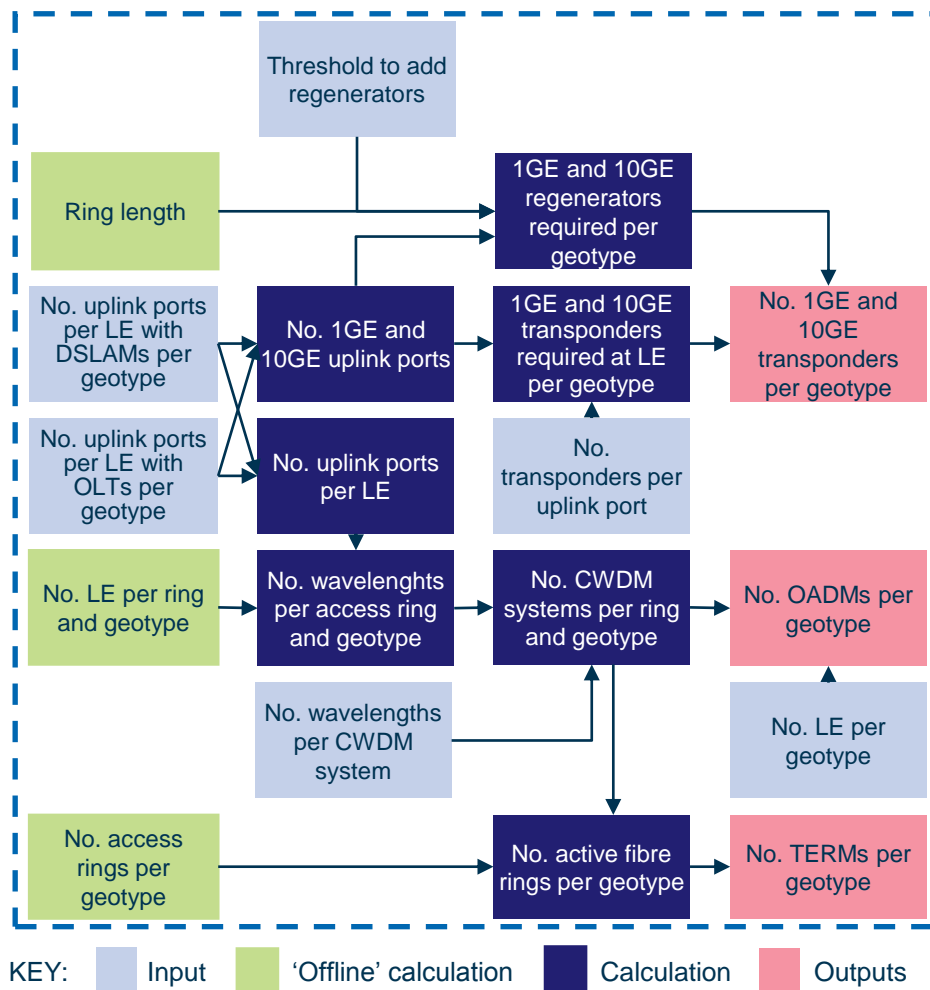 Threshold to add
regenerators
Ring length
1GE and 10GE
regenerators
required per
geotype
No. uplink ports
per LE with
DSLAMs per
geotype
No. 1GE and
10GE uplink ports
1GE and 10GE
transponders
required at LE
per geotype
No. 1GE and
10GE
transponders
per geotype
No. uplink ports
per LE with
OLTs per
geotype
No. uplink ports
per LE
No.
transponders per
uplink port
No. LE per ring
and geotype
No. wavelenghts
per access ring
and geotype
No. CWDM
systems per ring
and geotype
No. OADMs per
geotype
No. wavelengths
per CWDM
system
No. LE per
geotype
No. access
rings per
geotype
No. active fibre
rings per geotype
No. TERMs per
geotype
KEY: Input 'Offline' calculation Calculation Outputs